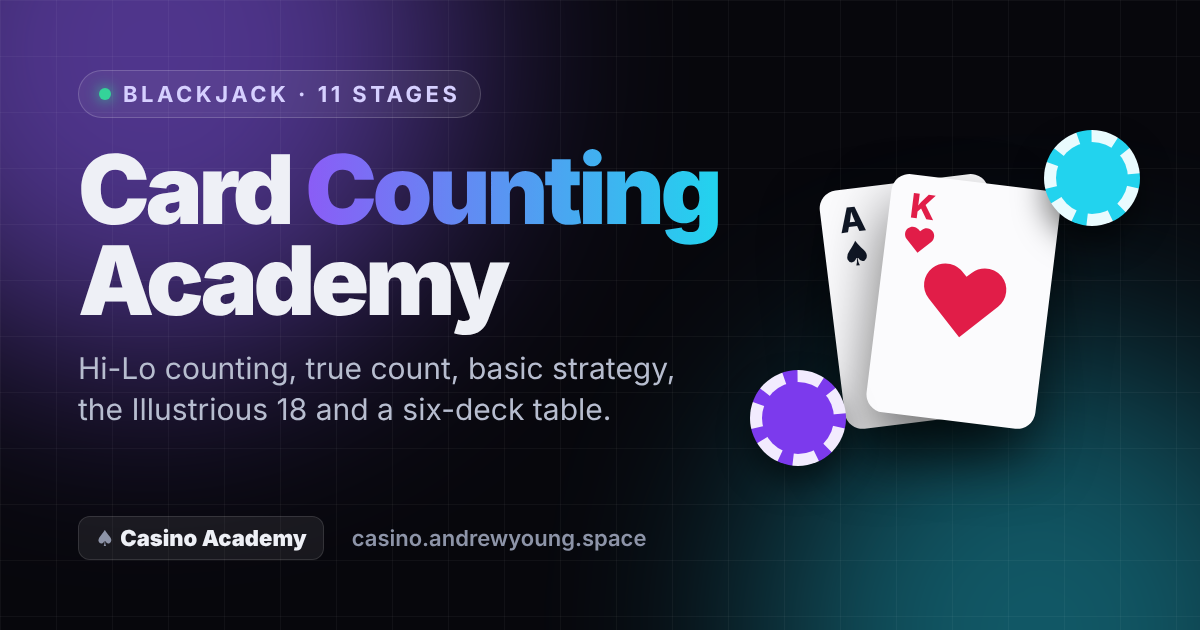 BLACKJACK · 11 STAGES
Card Counting
Academy
Hi-Lo counting, true count, basic strategy,
the Illustrious 18 and a six-deck table.
♠ Casino Academy
casino.andrewyoung.space
A
♠
K
♥